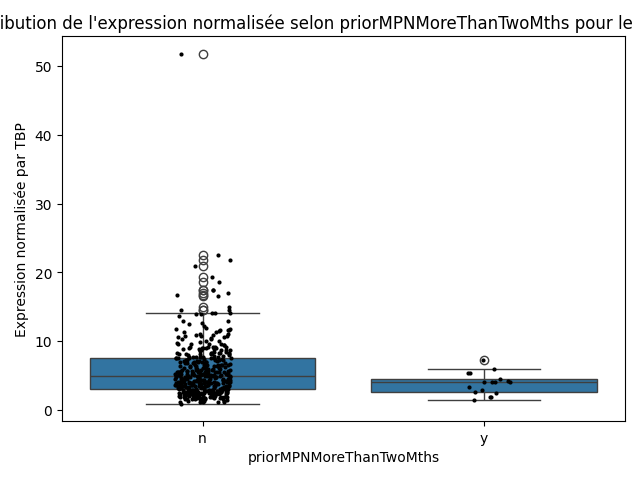 ibution de l'expression normalisée selon priorMPNMoreThanTwoMths pour le
Expression normalisée par TBP
50
40
30
20
10
0
n
y
priorMPNMoreThanTwoMths